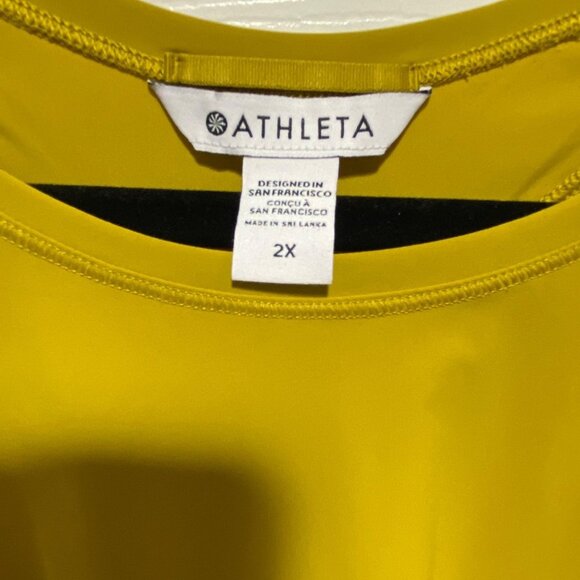 ATHLETA
DESIGNED IN
SAN FRANCISCO
CONÇU À
SAN FRANCISCO
MADE IN SRI LANKA
2X